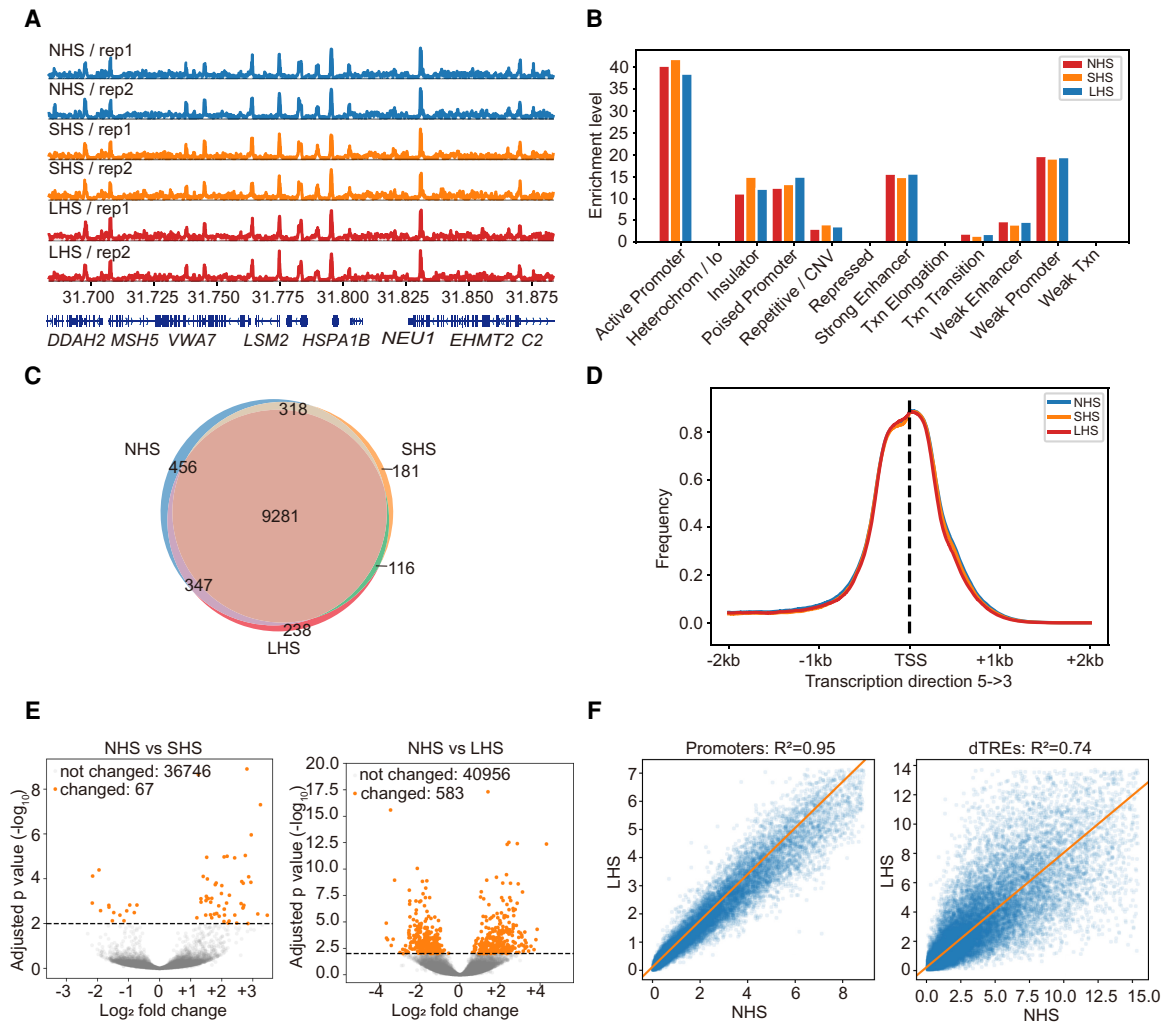 A
NHS / rep1
NHS / rep2
SHS / rep1
SHS / rep2
LHS / rep1
LHS / rep2
31.700 31.725 31.750 31.775 31.800 31.825 31.850 31.875
DDAH2 MSH5 VWA7 LSM2 HSPA1B NEU1 EHMT2 C2
B
Enrichment level
40
35
30
25
20
15
10
5
0
NHS
SHS
LHS
Active Promoter
Heterochrom / lo
Insulator
Poised Promoter
Repetitive / CNV
Repressed
Strong Enhancer
Txn Elongation
Txn Transition
Weak Enhancer
Weak Promoter
Weak Txn
C
NHS
SHS
LHS
318
456
181
9281
116
347
238
D
Frequency
0.8
0.6
0.4
0.2
0.0
NHS
SHS
LHS
-2kb -1kb TSS +1kb +2kb
Transcription direction 5->3
E
NHS vs SHS
not changed: 36746
changed: 67
Adjusted p value (-log₁₀)
8
6
4
2
0
-3 -2 -1 0 +1 +2 +3
Log₂ fold change
NHS vs LHS
not changed: 40956
changed: 583
Adjusted p value (-log₁₀)
20.0
17.5
15.0
12.5
10.0
7.5
5.0
2.5
0.0
-4 -2 0 +2 +4
Log₂ fold change
F
Promoters: R²=0.95
LHS
7
6
5
4
3
2
1
0
0 2 4 6 8
NHS
dTREs: R²=0.74
LHS
14
12
10
8
6
4
2
0
0.0 2.5 5.0 7.5 10.0 12.5 15.0
NHS